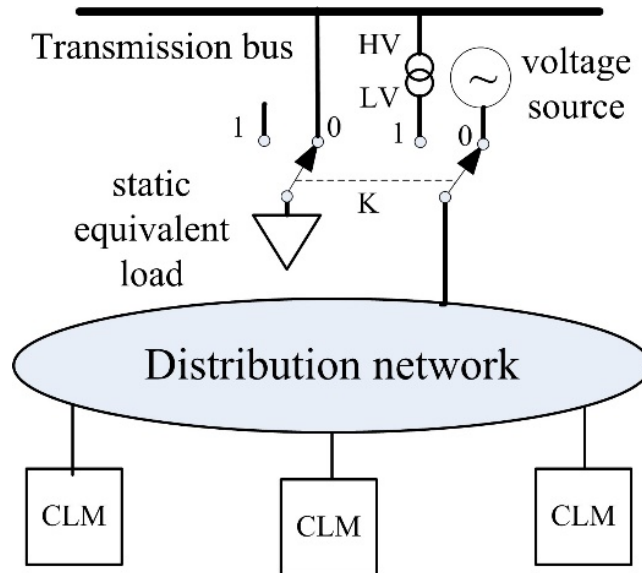 Transmission bus
HV
LV
voltage
source
1
0
1
0
static
equivalent
load
K
Distribution network
CLM
CLM
CLM